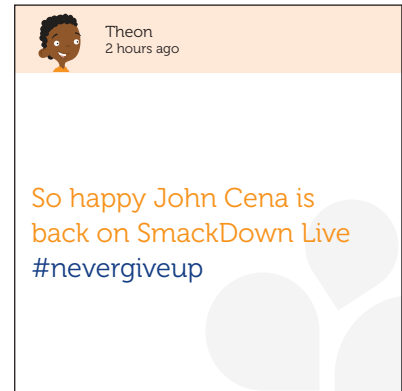 Theon
2 hours ago
So happy John Cena is
back on SmackDown Live
#nevergiveup